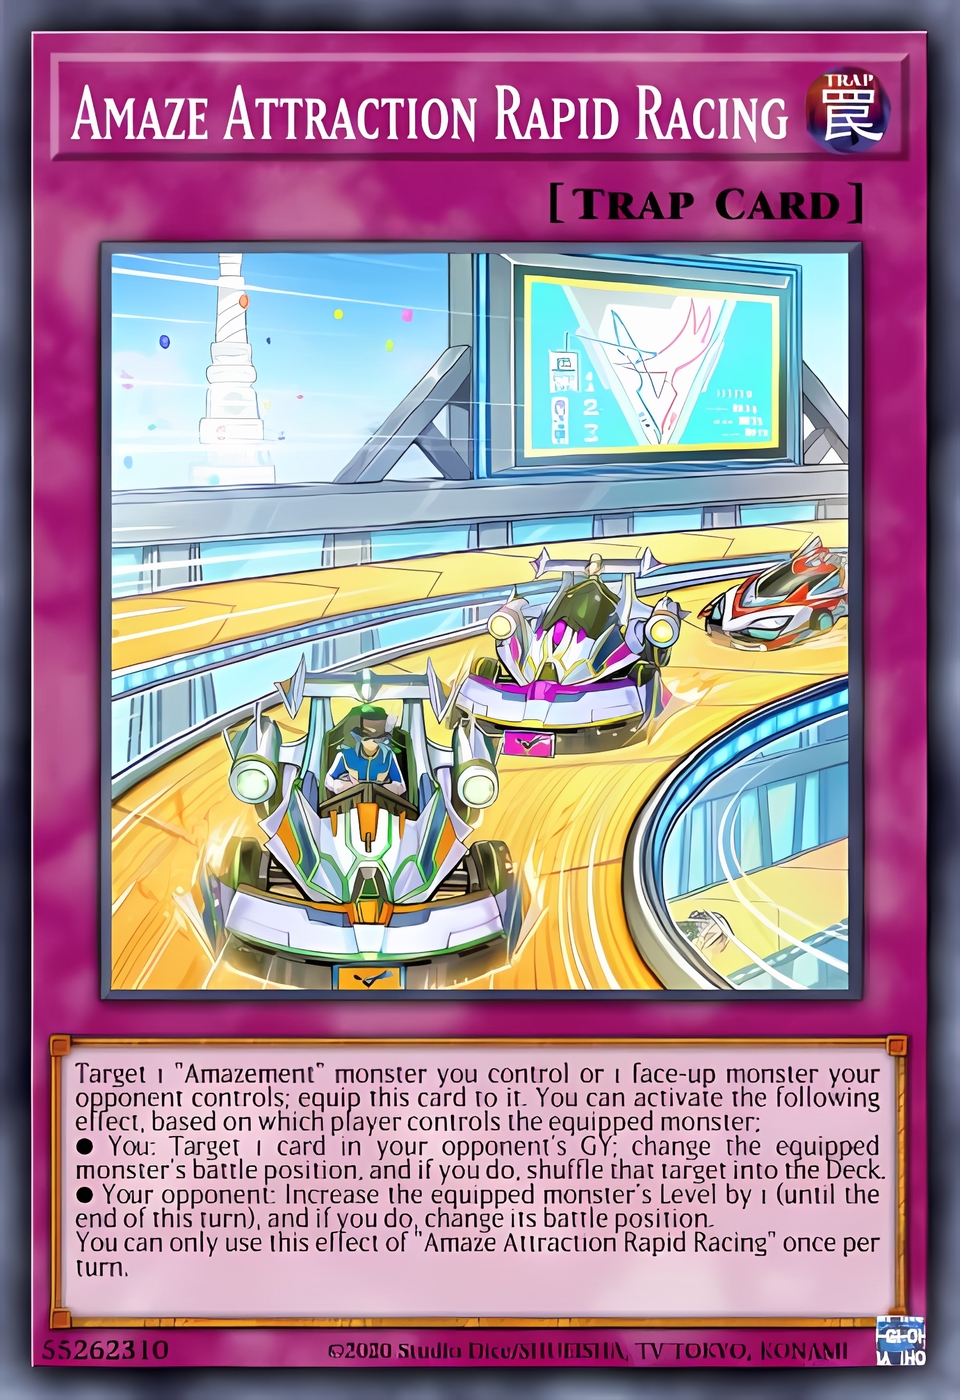 AMAZE ATTRACTION RAPID RACING
TRAP
罠
[TRAP CARD]
1
2
3
Target 1 "Amazement" monster you control or 1 face-up monster your
opponent controls; equip this card to it. You can activate the following
effect, based on which player controls the equipped monster;
● You: Target 1 card in your opponent's GY; change the equipped
monster's battle position, and if you do, shuffle that target into the Deck.
● Your opponent: Increase the equipped monster's Level by 1 (until the
end of this turn), and if you do, change its battle position.
You can only use this effect of "Amaze Attraction Rapid Racing" once per
turn.
55262310
©2020 Studio Dice/SHUEISHA, TV TOKYO, KONAMI